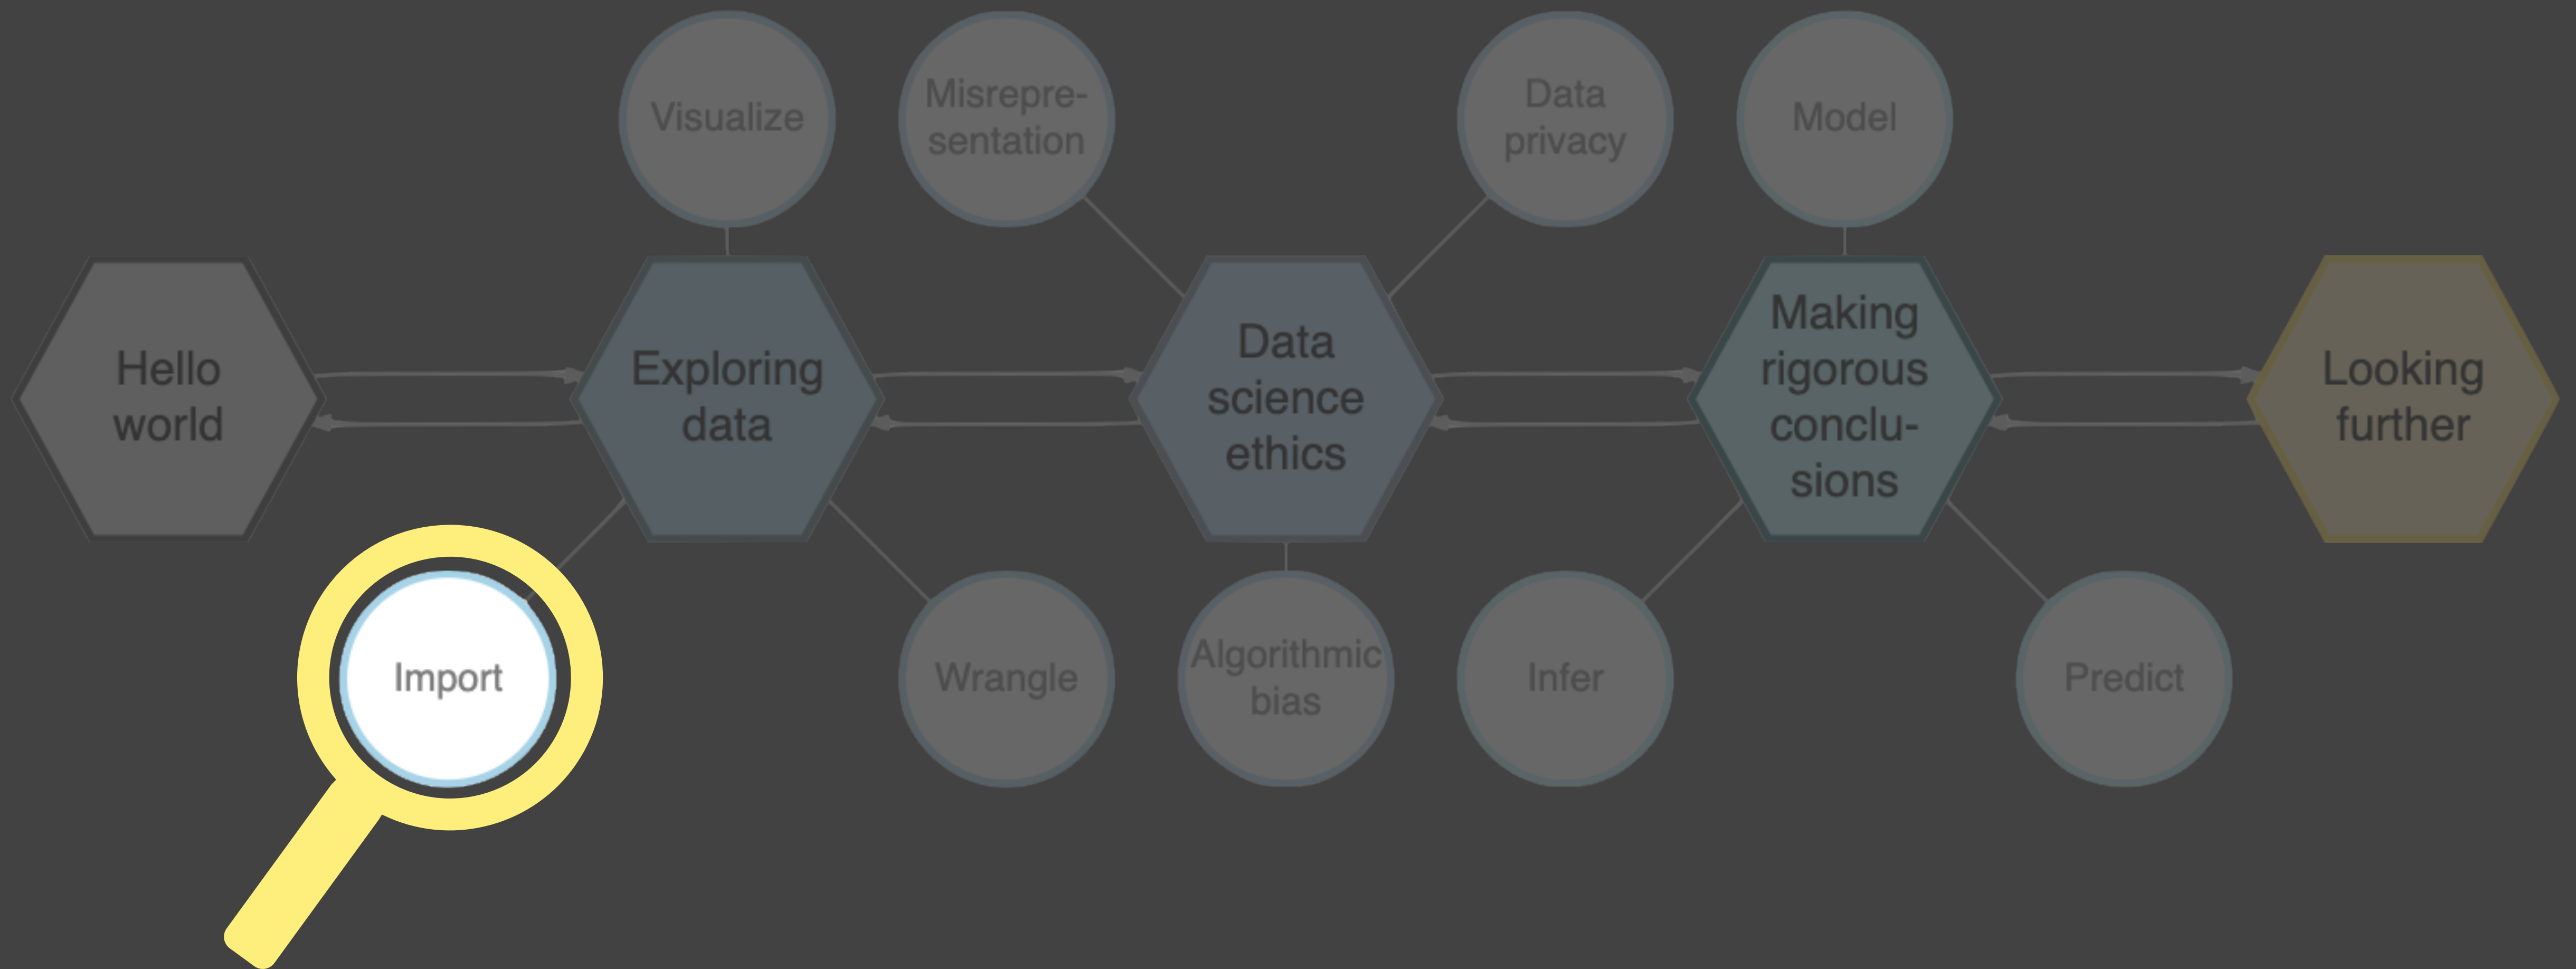 Visualize
Misrepre-
sentation
Data
privacy
Model
Hello
world
Exploring
data
Data
science
ethics
Making
rigorous
conclu-
sions
Looking
further
Import
Wrangle
Algorithmic
bias
Infer
Predict